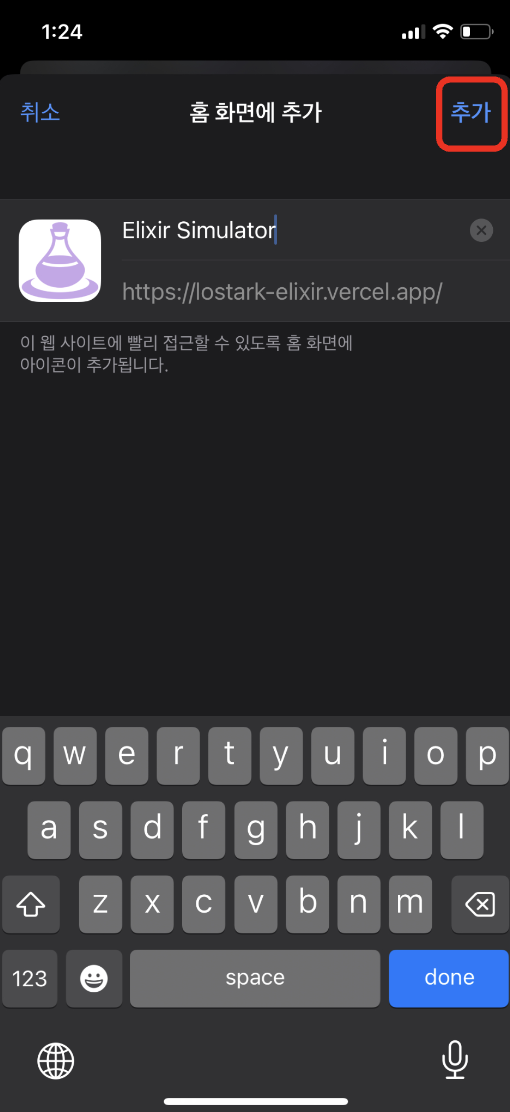 1:24
취소 홈 화면에 추가 추가
Elixir Simulator
https://lostark-elixir.vercel.app/
이 웹 사이트에 빨리 접근할 수 있도록 홈 화면에
아이콘이 추가됩니다.
q w e r t y u i o p
a s d f g h j k l
z x c v b n m
123 space done